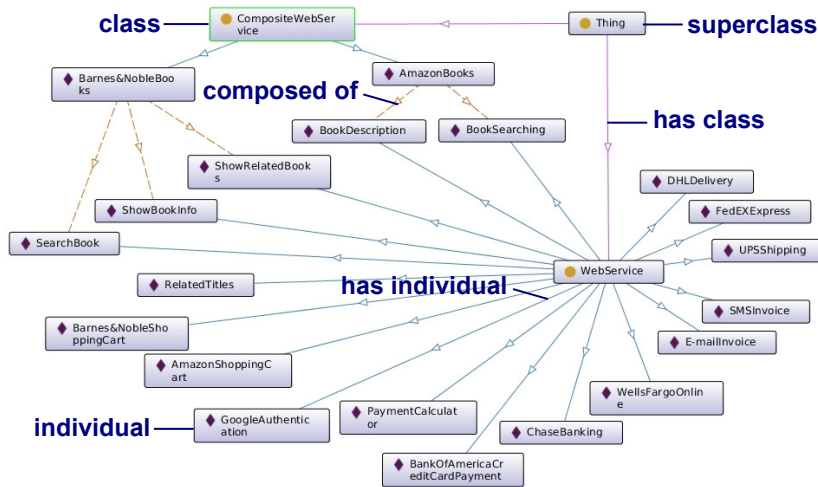 class
CompositeWebSer
vice
Thing
superclass
Barnes&NobleBoo
ks
AmazonBooks
composed of
BookDescription
BookSearching
has class
ShowRelatedBook
s
DHLDelivery
ShowBookInfo
FedEXExpress
SearchBook
UPSShipping
WebService
RelatedTitles
has individual
SMSInvoice
Barnes&NobleSho
ppingCart
E-mailInvoice
AmazonShoppingC
art
WellsFargoOnlin
e
individual
GoogleAuthentic
ation
PaymentCalculat
or
ChaseBanking
BankOfAmericaCr
editCardPayment